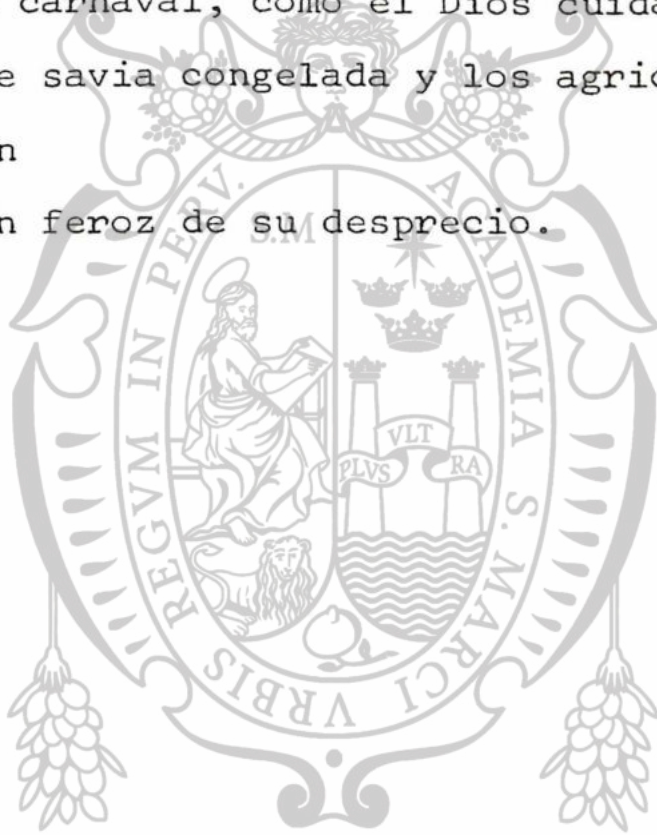 carnaval, como el Dios cuida
e savia congelada y los agric
n
n feroz de su desprecio.
S.M
ACADEMIA S. MARCI VRBIS REGVM IN PERV.
PLVS VLT RA